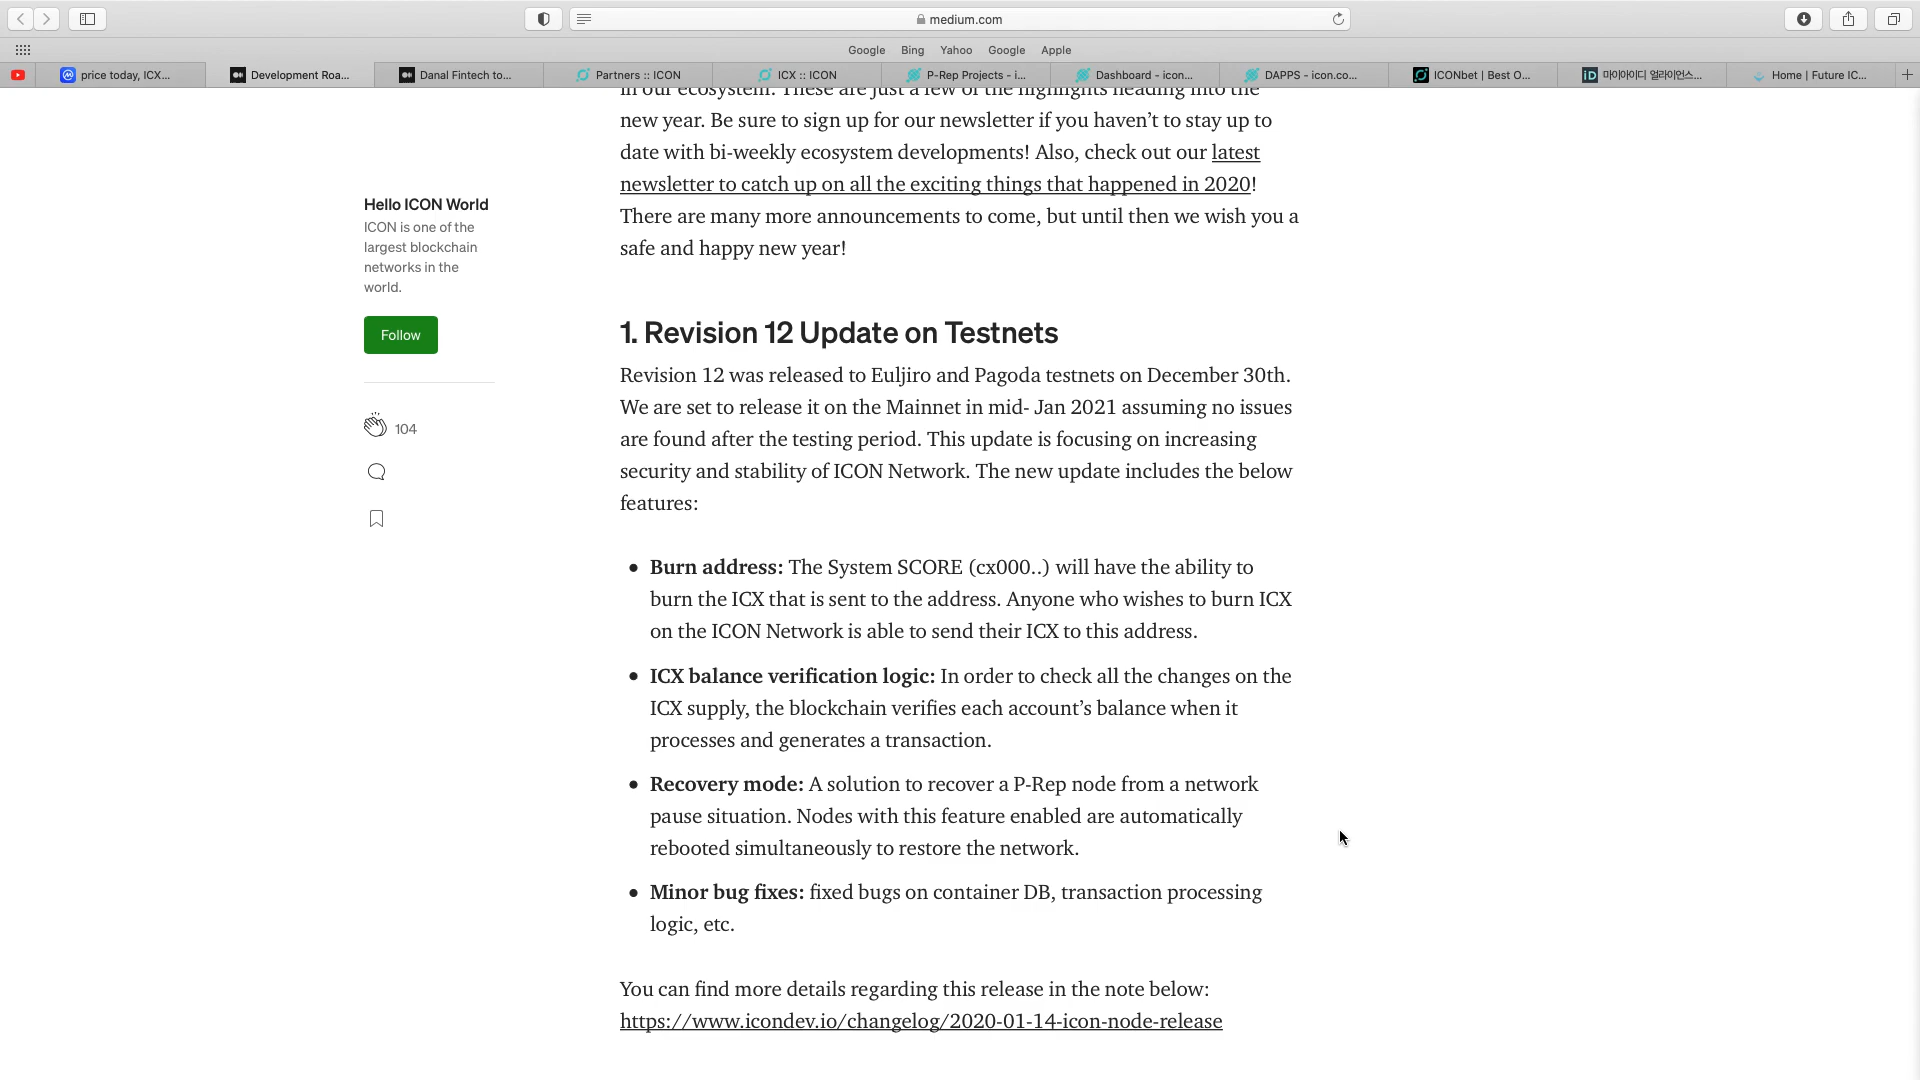 medium.com
Google Bing Yahoo Google Apple
price today, ICX... Development Roa... Danal Fintech to... Partners :: ICON ICX :: ICON P-Rep Projects - i... Dashboard - icon... DAPPS - icon.co... ICONbet | Best O... 마이아이디 얼라이언스... Home | Future IC...
in our ecosystem. These are just a few of the highlights heading into the
new year. Be sure to sign up for our newsletter if you haven’t to stay up to
date with bi-weekly ecosystem developments! Also, check out our latest
newsletter to catch up on all the exciting things that happened in 2020!
There are many more announcements to come, but until then we wish you a
safe and happy new year!
Hello ICON World
ICON is one of the
largest blockchain
networks in the
world.
Follow
104
1. Revision 12 Update on Testnets
Revision 12 was released to Euljiro and Pagoda testnets on December 30th.
We are set to release it on the Mainnet in mid- Jan 2021 assuming no issues
are found after the testing period. This update is focusing on increasing
security and stability of ICON Network. The new update includes the below
features:
• Burn address: The System SCORE (cx000..) will have the ability to
burn the ICX that is sent to the address. Anyone who wishes to burn ICX
on the ICON Network is able to send their ICX to this address.
• ICX balance verification logic: In order to check all the changes on the
ICX supply, the blockchain verifies each account’s balance when it
processes and generates a transaction.
• Recovery mode: A solution to recover a P-Rep node from a network
pause situation. Nodes with this feature enabled are automatically
rebooted simultaneously to restore the network.
• Minor bug fixes: fixed bugs on container DB, transaction processing
logic, etc.
You can find more details regarding this release in the note below:
https://www.icondev.io/changelog/2020-01-14-icon-node-release